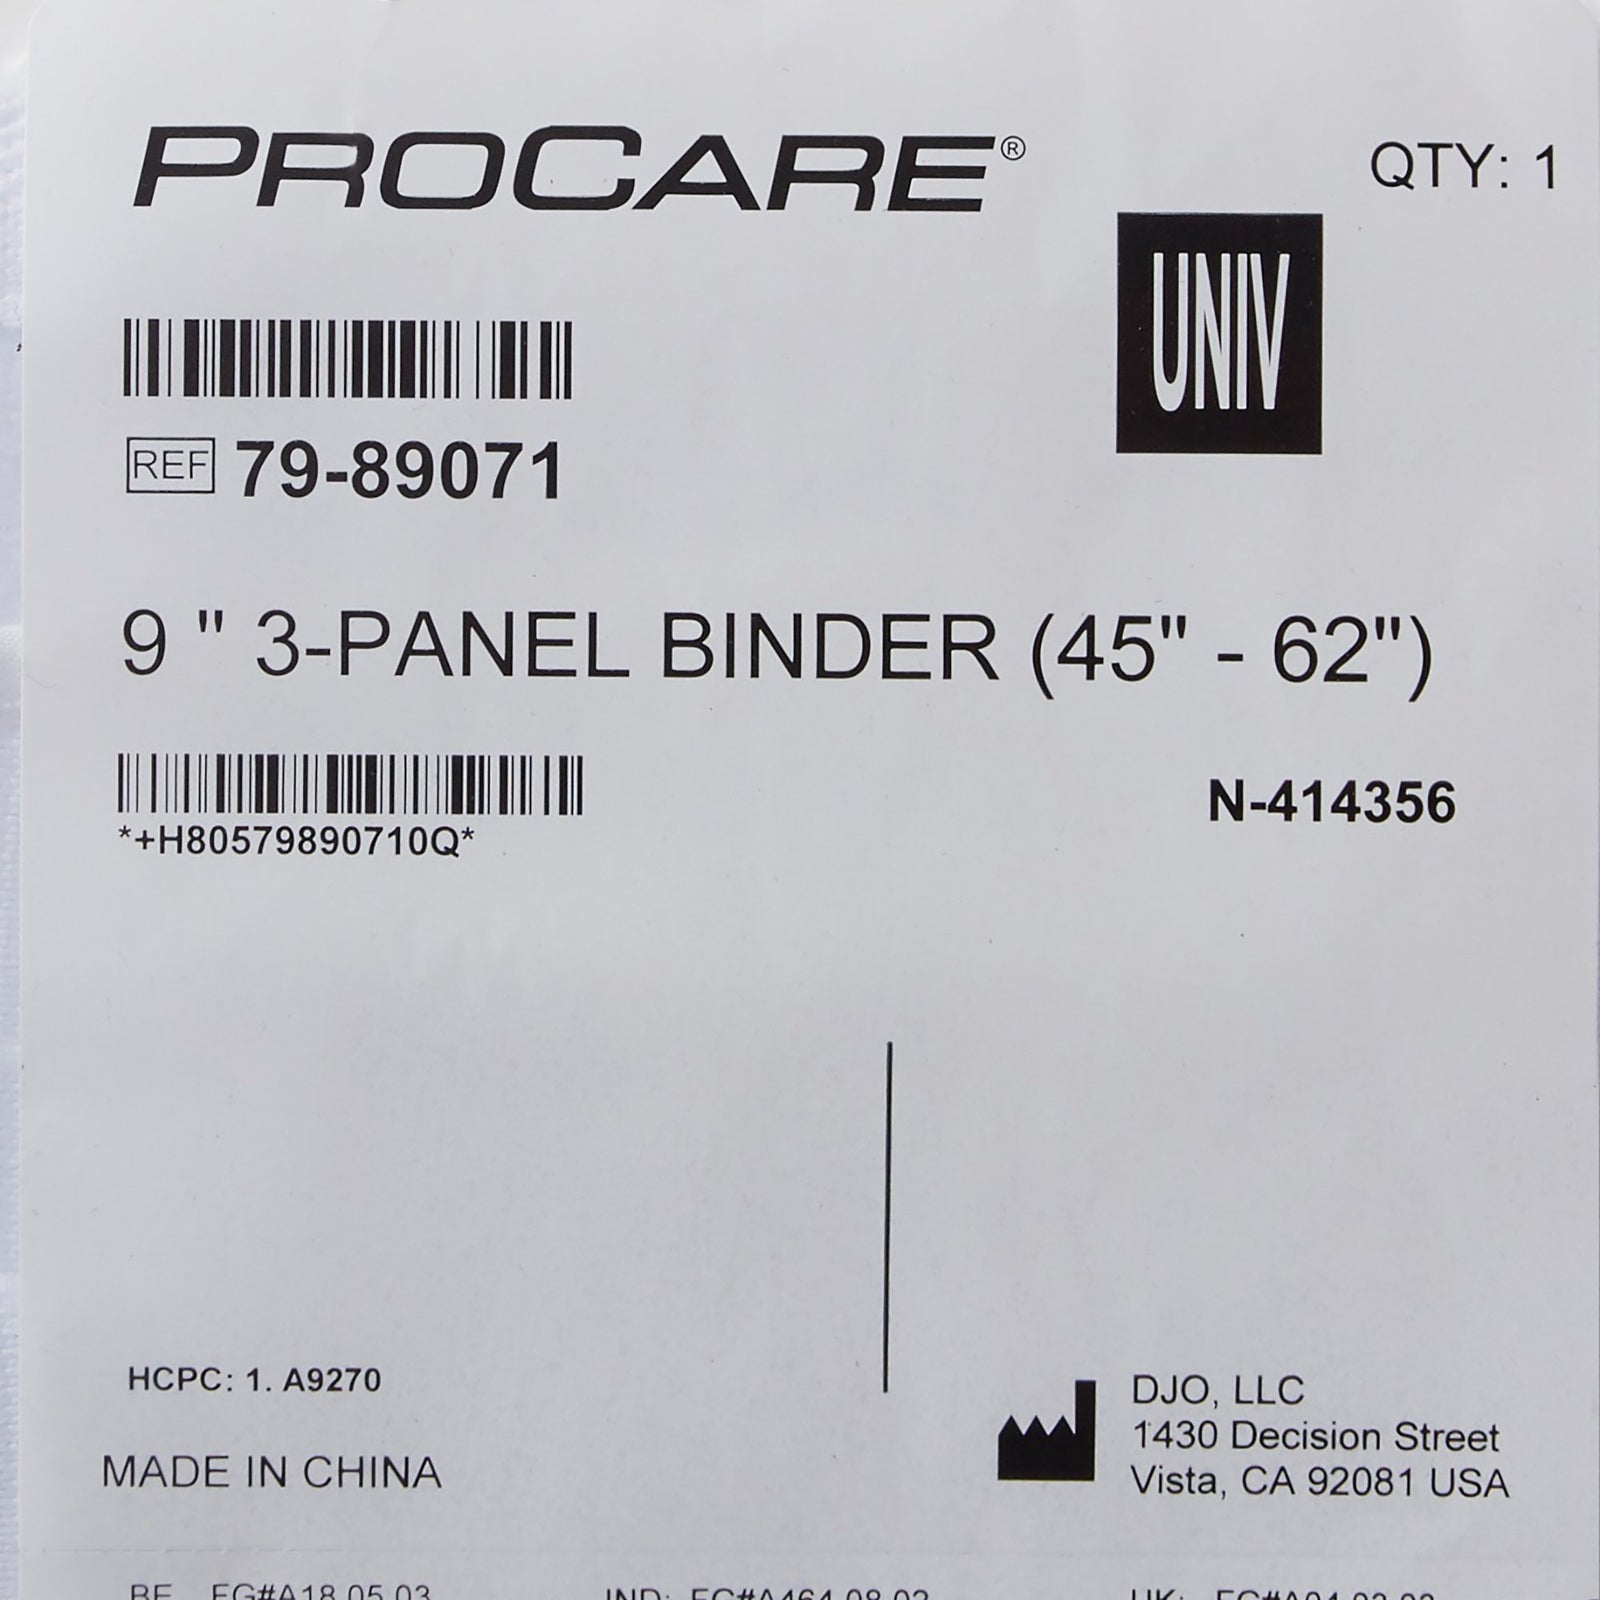 PROCARE®
QTY: 1
UNIV
REF 79-89071
9 " 3-PANEL BINDER (45" - 62")
*+H80579890710Q*
N-414356
HCPC: 1. A9270
MADE IN CHINA
DJO, LLC
1430 Decision Street
Vista, CA 92081 USA